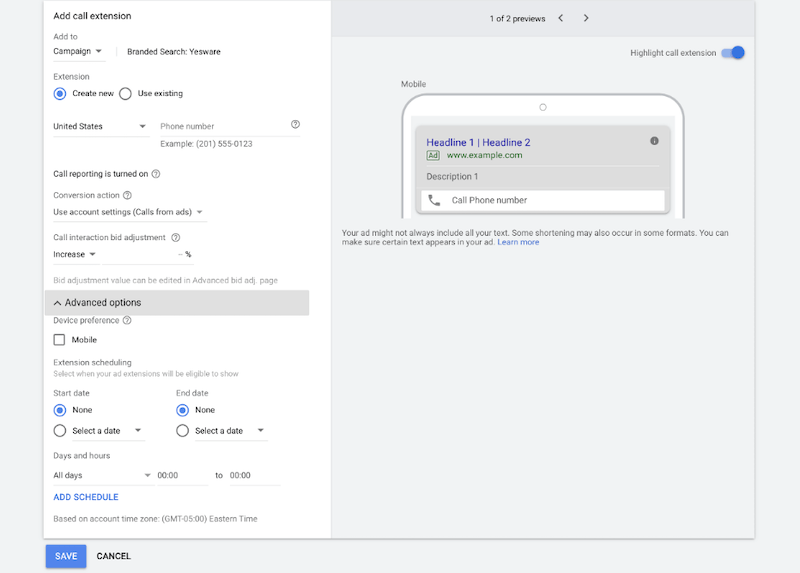 Add call extension
Add to
Campaign
Branded Search: Yesware
Extension
Create new
Use existing
United States
Phone number
Example: (201) 555-0123
Call reporting is turned on
Conversion action
Use account settings (Calls from ads)
Call interaction bid adjustment
Increase
– %
Bid adjustment value can be edited in Advanced bid adj. page
Advanced options
Device preference
Mobile
Extension scheduling
Select when your ad extensions will be eligible to show
Start date
End date
None
None
Select a date
Select a date
Days and hours
All days
00:00
to
00:00
ADD SCHEDULE
Based on account time zone: (GMT-05:00) Eastern Time
SAVE
CANCEL
1 of 2 previews
Highlight call extension
Mobile
Headline 1 | Headline 2
Ad www.example.com
Description 1
Call Phone number
Your ad might not always include all your text. Some shortening may also occur in some formats. You can
make sure certain text appears in your ad. Learn more